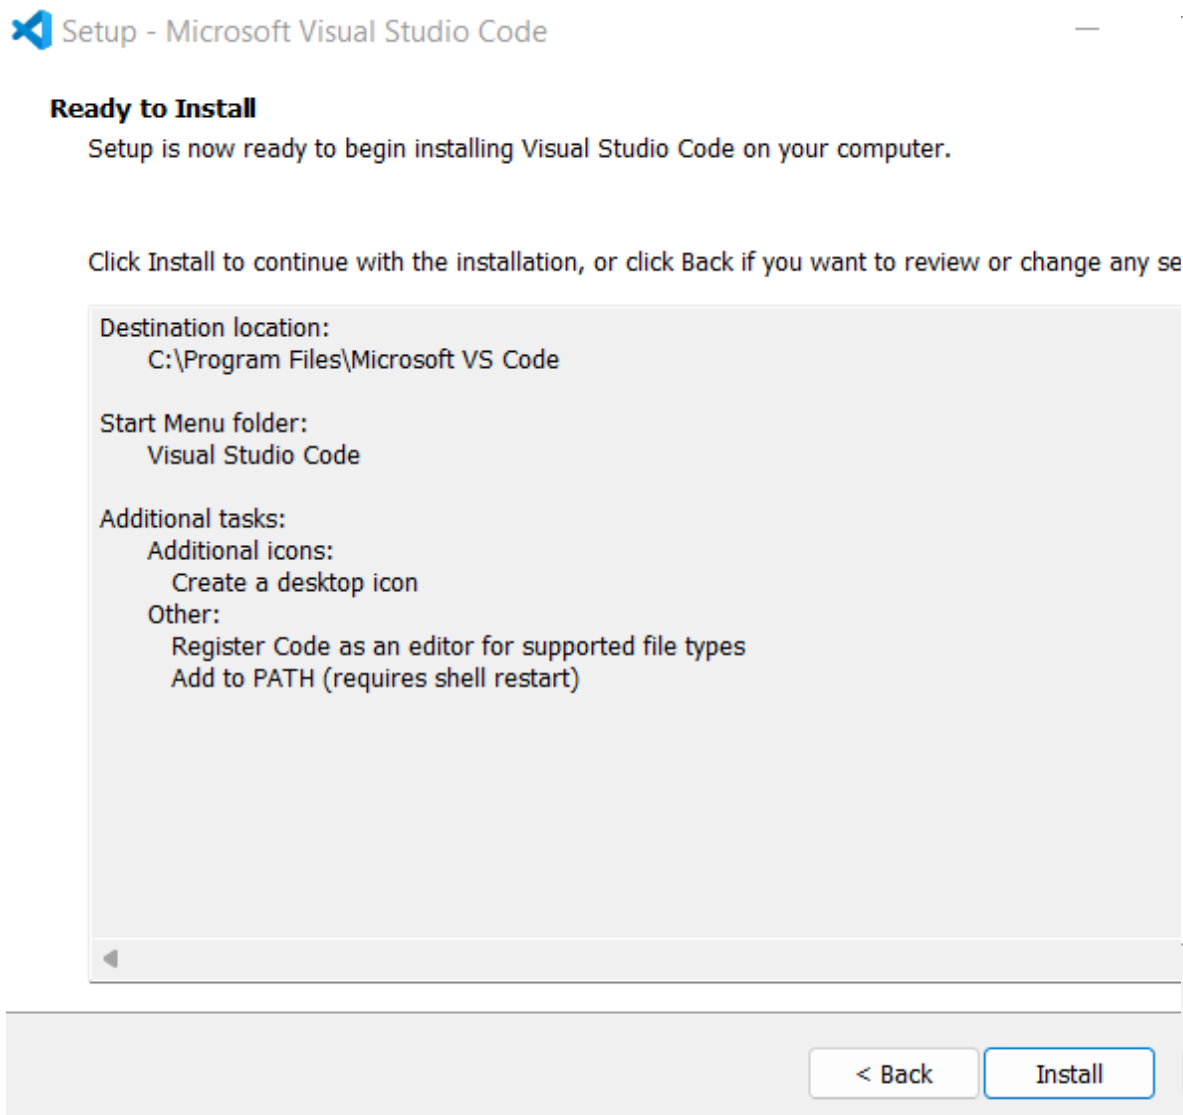 Setup - Microsoft Visual Studio Code
Ready to Install
Setup is now ready to begin installing Visual Studio Code on your computer.
Click Install to continue with the installation, or click Back if you want to review or change any se
Destination location:
C:\Program Files\Microsoft VS Code
Start Menu folder:
Visual Studio Code
Additional tasks:
Additional icons:
Create a desktop icon
Other:
Register Code as an editor for supported file types
Add to PATH (requires shell restart)
< Back
Install